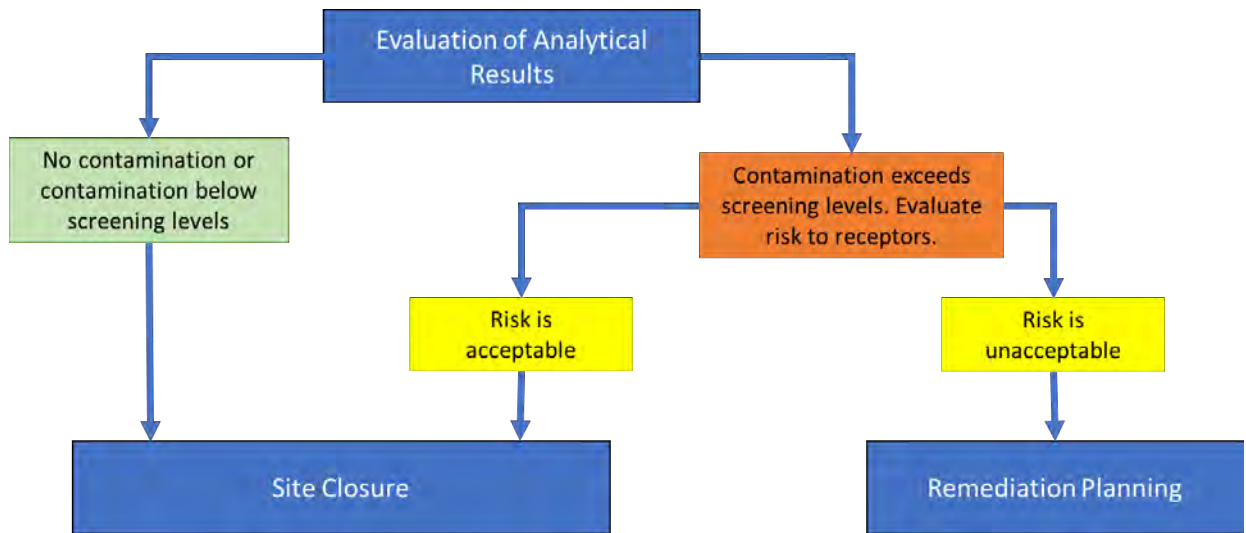 Evaluation of Analytical
Results
No contamination or
contamination below
screening levels
Contamination exceeds
screening levels. Evaluate
risk to receptors.
Risk is
acceptable
Risk is
unacceptable
Site Closure
Remediation Planning